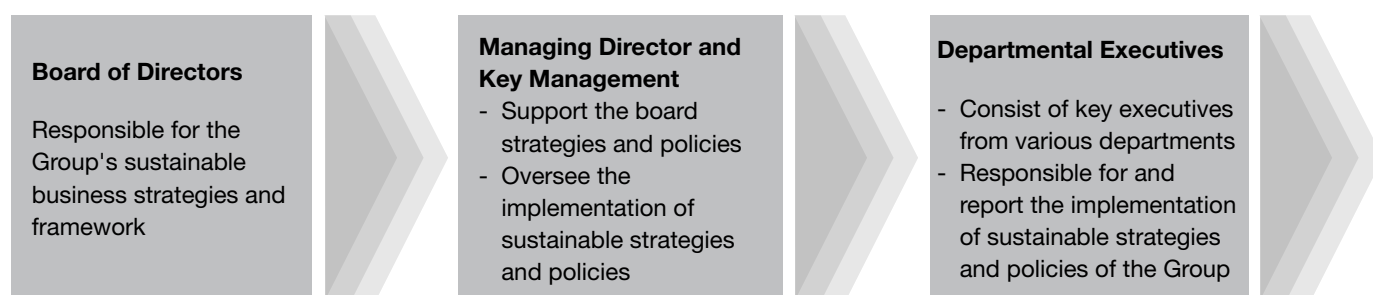 Board of Directors
Responsible for the
Group's sustainable
business strategies and
framework
Managing Director and
Key Management
- Support the board
strategies and policies
- Oversee the
implementation of
sustainable strategies
and policies
Departmental Executives
- Consist of key executives
from various departments
- Responsible for and
report the implementation
of sustainable strategies
and policies of the Group